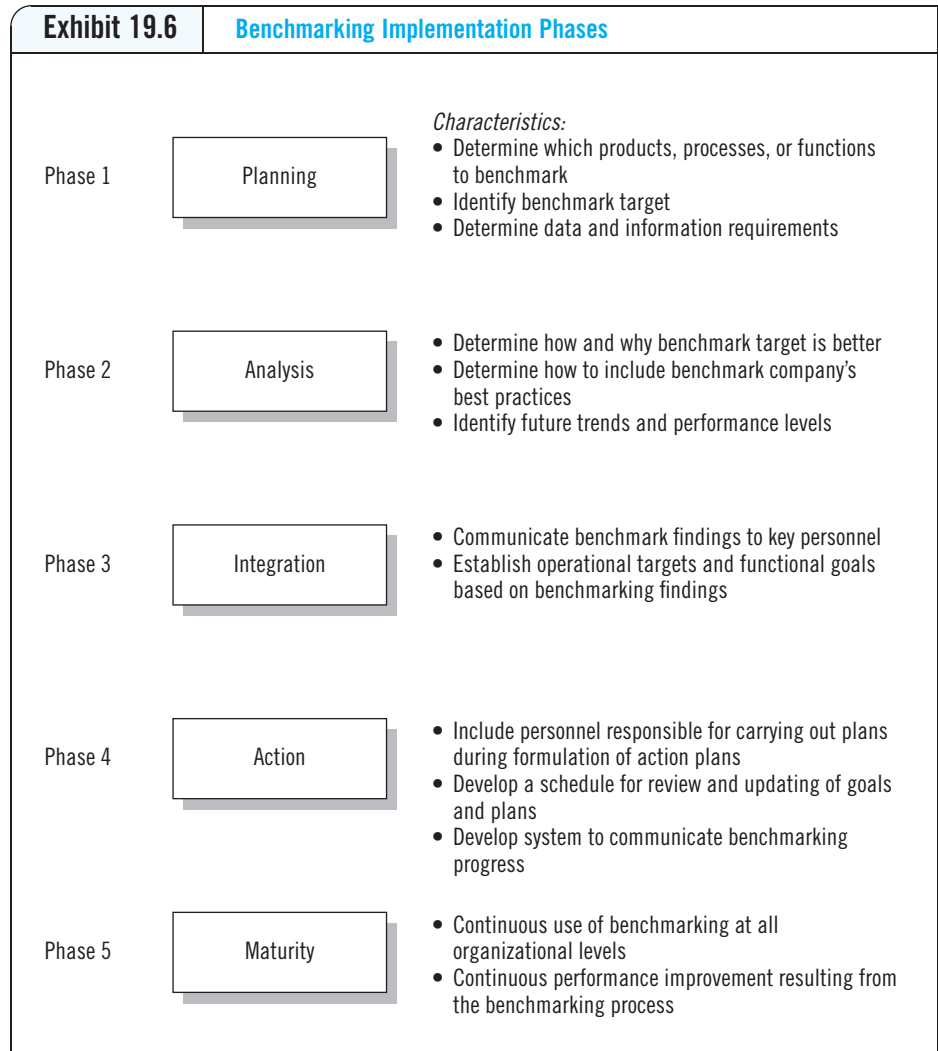 Exhibit 19.6
Benchmarking Implementation Phases
Characteristics:
Phase 1
Planning
• Determine which products, processes, or functions
to benchmark
• Identify benchmark target
• Determine data and information requirements
Phase 2
Analysis
• Determine how and why benchmark target is better
• Determine how to include benchmark company's
best practices
• Identify future trends and performance levels
Phase 3
Integration
• Communicate benchmark findings to key personnel
• Establish operational targets and functional goals
based on benchmarking findings
Phase 4
Action
• Include personnel responsible for carrying out plans
during formulation of action plans
• Develop a schedule for review and updating of goals
and plans
• Develop system to communicate benchmarking
progress
Phase 5
Maturity
• Continuous use of benchmarking at all
organizational levels
• Continuous performance improvement resulting from
the benchmarking process